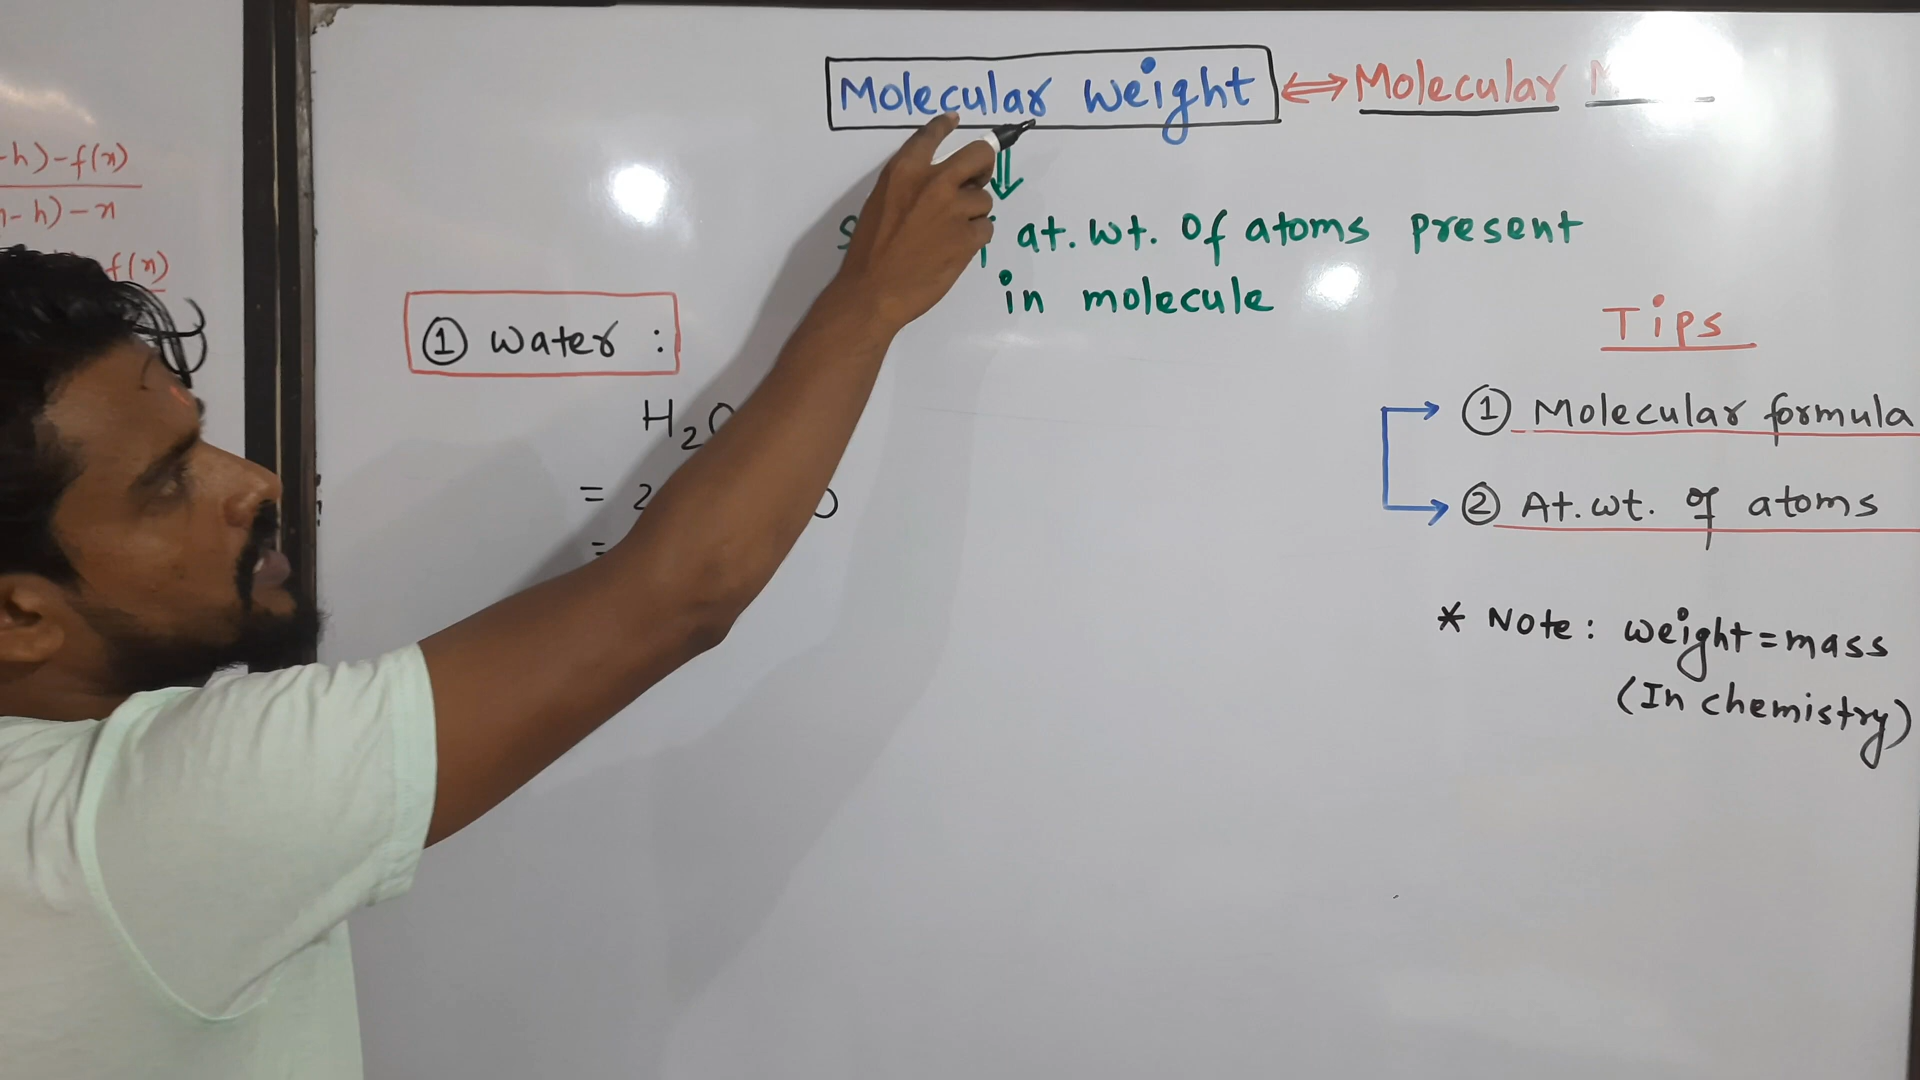 Molecular weight ⇔ Molecular
at. wt. of atoms present
in molecule
-h) - f(x)
x - h) - x
f(x)
① Water :
H₂O
= 2
=
Tips
① Molecular formula
② At. wt. of atoms
* Note: weight = mass
(In chemistry)